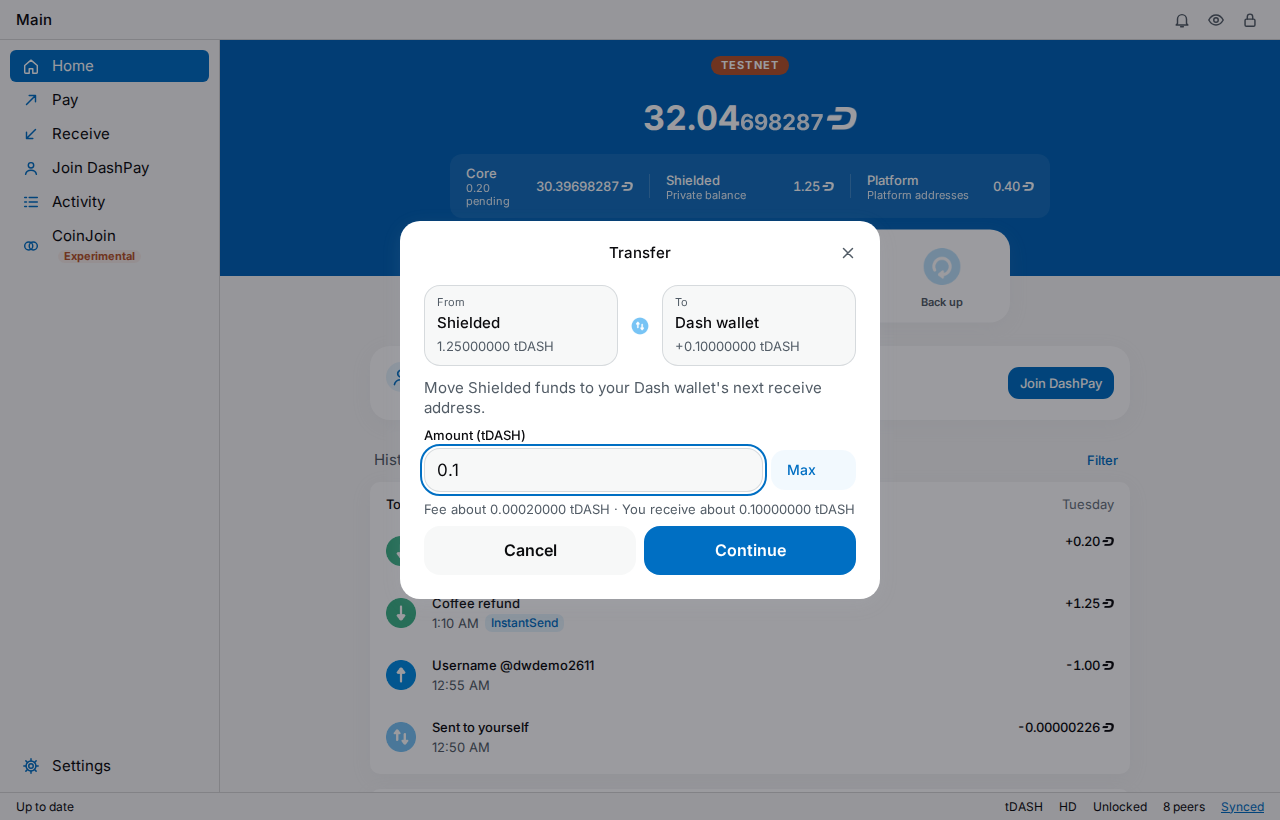 Main
Home
Pay
Receive
Join DashPay
Activity
CoinJoin
Experimental
Settings
TESTNET
32.04698287
Core
0.20 pending
30.39698287
Shielded
Private balance
1.25
Platform
Platform addresses
0.40
Back up
Transfer
From
Shielded
1.25000000 tDASH
To
Dash wallet
+0.10000000 tDASH
Move Shielded funds to your Dash wallet's next receive
address.
Amount (tDASH)
0.1
Max
Fee about 0.00020000 tDASH · You receive about 0.10000000 tDASH
Cancel
Continue
Join DashPay
Filter
Tuesday
+0.20
Coffee refund
1:10 AM InstantSend
+1.25
Username @dwdemo2611
12:55 AM
-1.00
Sent to yourself
12:50 AM
-0.00000226
Up to date
tDASH
HD
Unlocked
8 peers
Synced